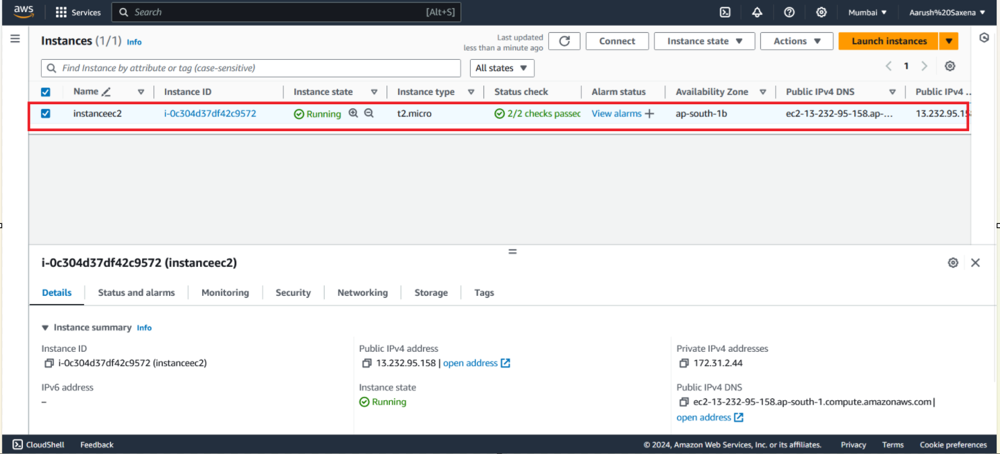 aws Services Search [Alt+S] Mumbai Aarush%20Saxena
Instances (1/1) Info Last updated less than a minute ago Connect Instance state Actions Launch instances
Find Instance by attribute or tag (case-sensitive) All states 1
Name Instance ID Instance state Instance type Status check Alarm status Availability Zone Public IPv4 DNS Public IPv4 ...
instanceec2 i-0c304d37df42c9572 Running t2.micro 2/2 checks passed View alarms + ap-south-1b ec2-13-232-95-158.ap-... 13.232.95.158
i-0c304d37df42c9572 (instanceec2)
Details Status and alarms Monitoring Security Networking Storage Tags
Instance summary Info
Instance ID Public IPv4 address Private IPv4 addresses
i-0c304d37df42c9572 (instanceec2) 13.232.95.158 | open address 172.31.2.44
IPv6 address Instance state Public IPv4 DNS
– Running ec2-13-232-95-158.ap-south-1.compute.amazonaws.com |
open address
CloudShell Feedback © 2024, Amazon Web Services, Inc. or its affiliates. Privacy Terms Cookie preferences